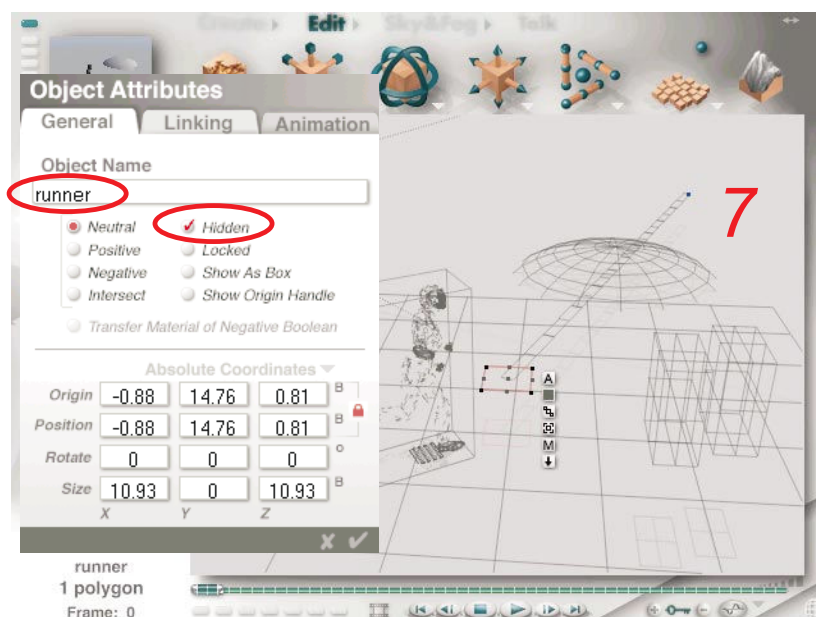 Create Edit Sky&Fog Talk
Object Attributes
General Linking Animation
Object Name
runner
7
Neutral Hidden
Positive Locked
Negative Show As Box
Intersect Show Origin Handle
Transfer Material of Negative Boolean
Absolute Coordinates
Origin -0.88 14.76 0.81 B
Position -0.88 14.76 0.81 B
Rotate 0 0 0 °
Size 10.93 0 10.93 B
X Y Z
A
M
runner
1 polygon
Frame: 0